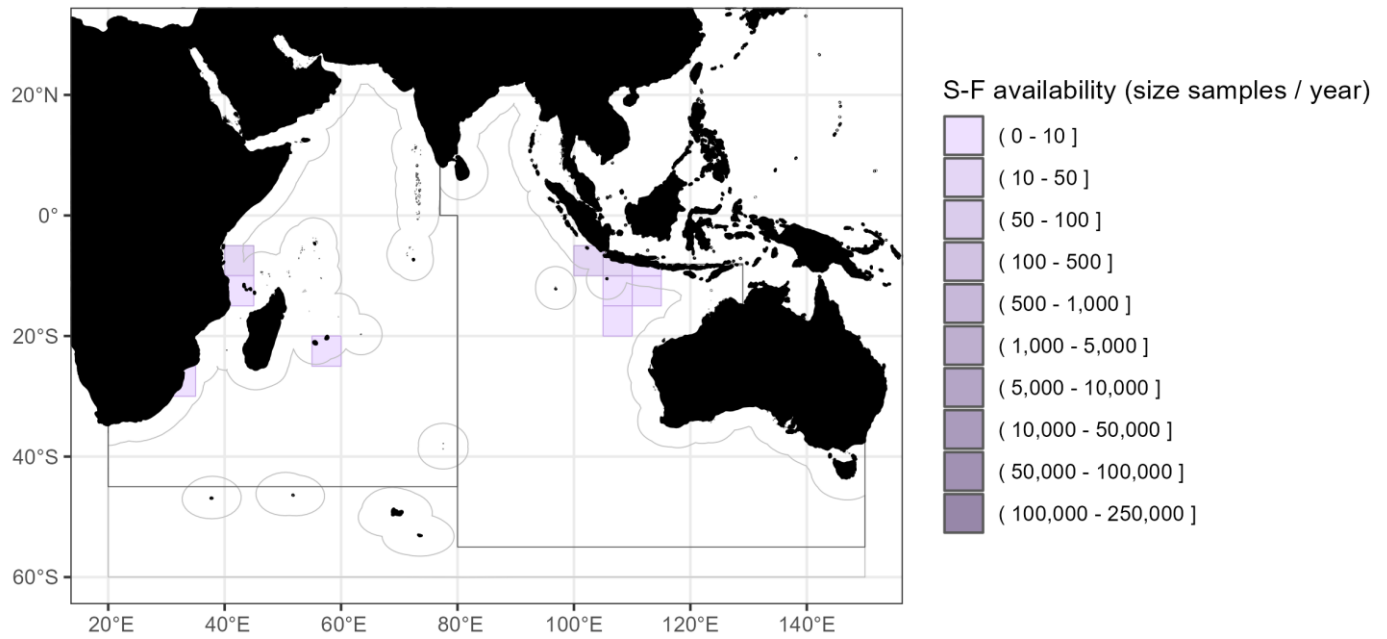 20°N
0°
20°S
40°S
60°S
20°E 40°E 60°E 80°E 100°E 120°E 140°E
S-F availability (size samples / year)
( 0 - 10 ]
( 10 - 50 ]
( 50 - 100 ]
( 100 - 500 ]
( 500 - 1,000 ]
( 1,000 - 5,000 ]
( 5,000 - 10,000 ]
( 10,000 - 50,000 ]
( 50,000 - 100,000 ]
( 100,000 - 250,000 ]